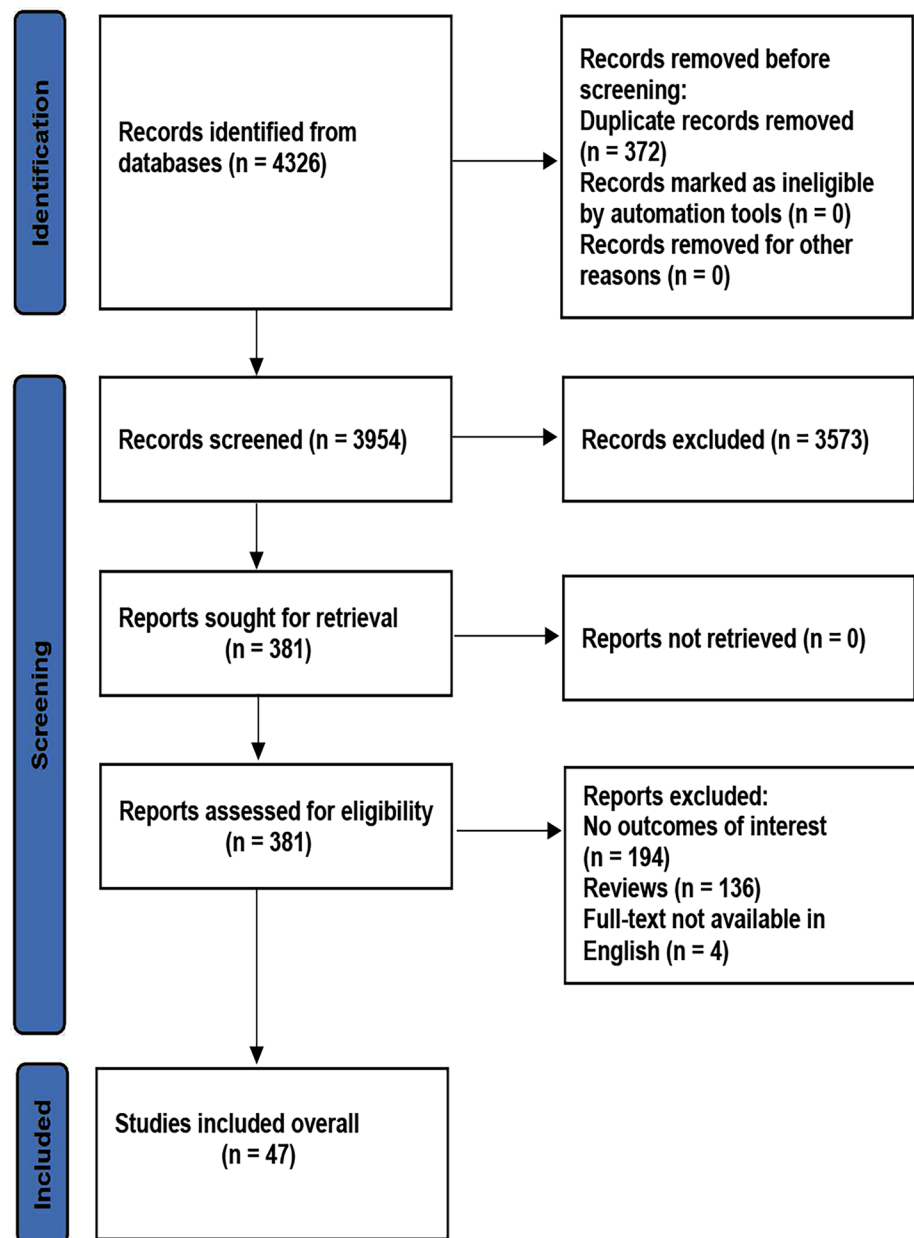 Identification
Records identified from
databases (n = 4326)
Records removed before
screening:
Duplicate records removed
(n = 372)
Records marked as ineligible
by automation tools (n = 0)
Records removed for other
reasons (n = 0)
Screening
Records screened (n = 3954)
Records excluded (n = 3573)
Reports sought for retrieval
(n = 381)
Reports not retrieved (n = 0)
Reports assessed for eligibility
(n = 381)
Reports excluded:
No outcomes of interest
(n = 194)
Reviews (n = 136)
Full-text not available in
English (n = 4)
Included
Studies included overall
(n = 47)